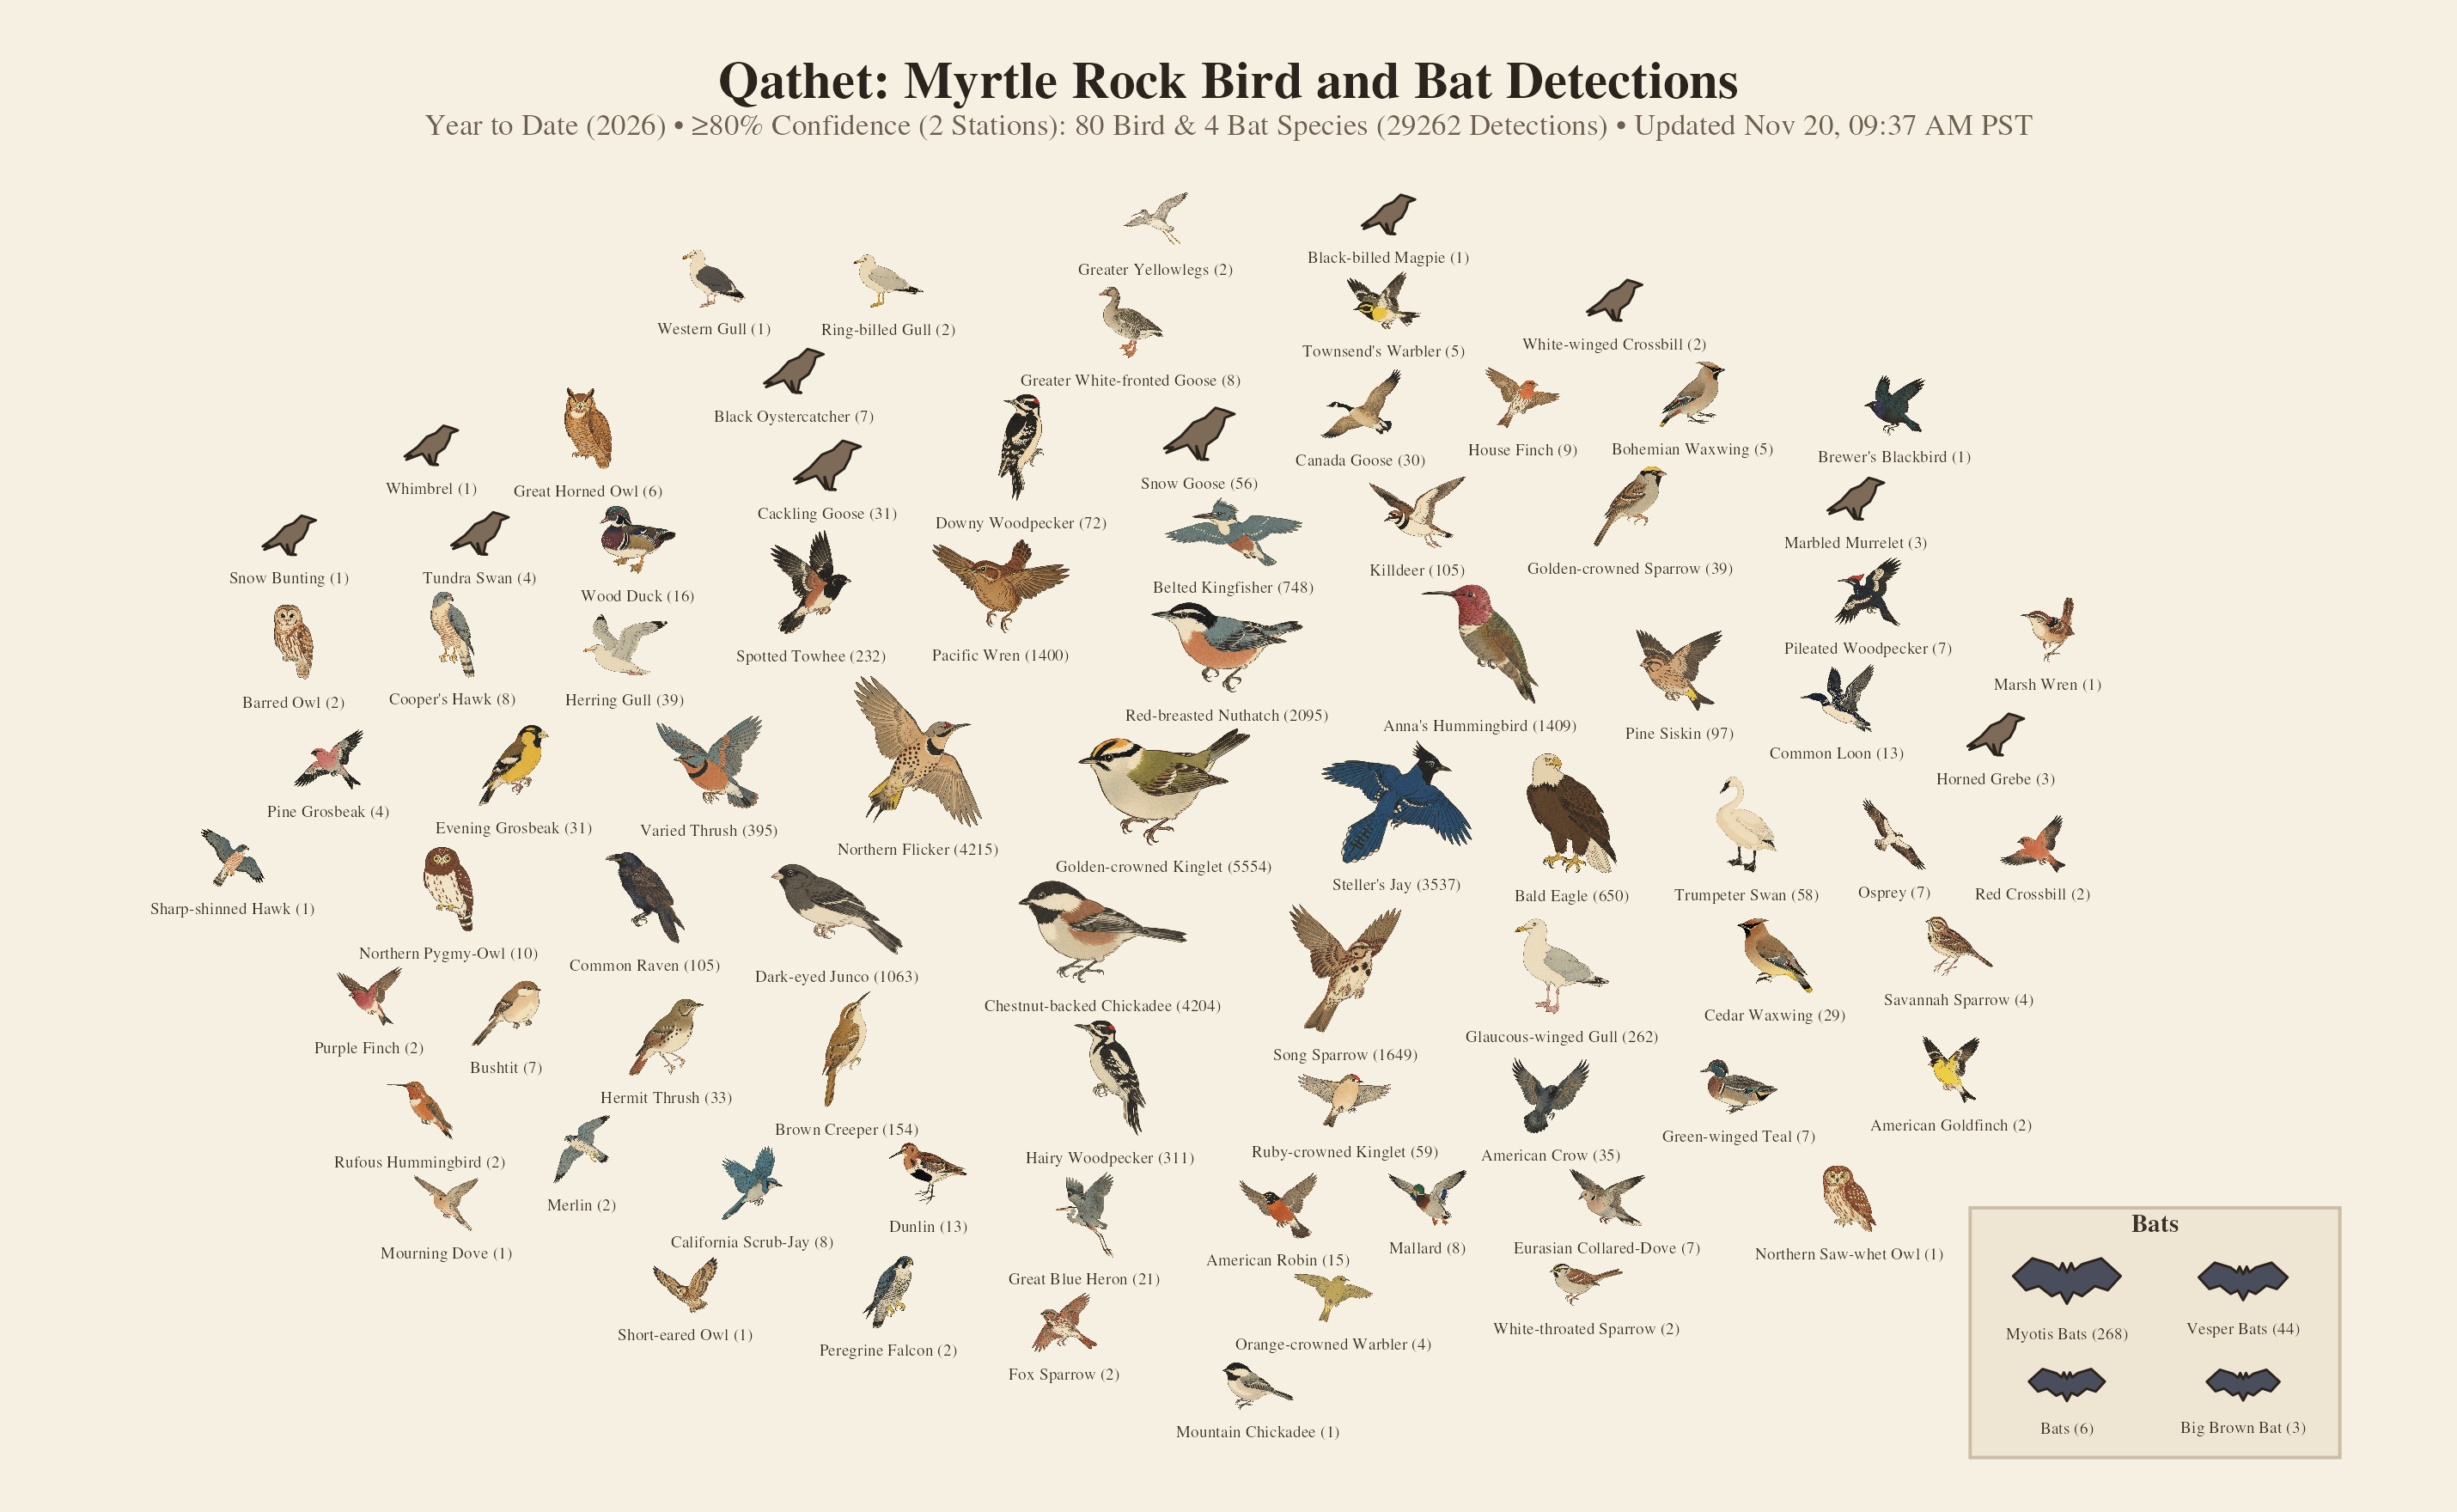 Qathet: Myrtle Rock Bird and Bat Detections
Year to Date (2026) • ≥80% Confidence (2 Stations): 80 Bird & 4 Bat Species (29262 Detections) • Updated Nov 20, 09:37 AM PST
Black-billed Magpie (1)
Greater Yellowlegs (2)
Western Gull (1)
Ring-billed Gull (2)
White-winged Crossbill (2)
Townsend's Warbler (5)
Greater White-fronted Goose (8)
Black Oystercatcher (7)
House Finch (9)
Bohemian Waxwing (5)
Brewer's Blackbird (1)
Canada Goose (30)
Snow Goose (56)
Whimbrel (1)
Great Horned Owl (6)
Cackling Goose (31)
Downy Woodpecker (72)
Marbled Murrelet (3)
Golden-crowned Sparrow (39)
Killdeer (105)
Snow Bunting (1)
Tundra Swan (4)
Belted Kingfisher (748)
Wood Duck (16)
Pileated Woodpecker (7)
Spotted Towhee (232)
Pacific Wren (1400)
Marsh Wren (1)
Barred Owl (2)
Cooper's Hawk (8)
Herring Gull (39)
Red-breasted Nuthatch (2095)
Anna's Hummingbird (1409)
Pine Siskin (97)
Common Loon (13)
Horned Grebe (3)
Pine Grosbeak (4)
Evening Grosbeak (31)
Varied Thrush (395)
Northern Flicker (4215)
Golden-crowned Kinglet (5554)
Steller's Jay (3537)
Bald Eagle (650)
Trumpeter Swan (58)
Osprey (7)
Red Crossbill (2)
Sharp-shinned Hawk (1)
Northern Pygmy-Owl (10)
Common Raven (105)
Dark-eyed Junco (1063)
Chestnut-backed Chickadee (4204)
Savannah Sparrow (4)
Cedar Waxwing (29)
Glaucous-winged Gull (262)
Song Sparrow (1649)
Purple Finch (2)
Bushtit (7)
Hermit Thrush (33)
Brown Creeper (154)
American Goldfinch (2)
Green-winged Teal (7)
American Crow (35)
Ruby-crowned Kinglet (59)
Hairy Woodpecker (311)
Rufous Hummingbird (2)
Merlin (2)
Dunlin (13)
California Scrub-Jay (8)
Mourning Dove (1)
American Robin (15)
Mallard (8)
Eurasian Collared-Dove (7)
Northern Saw-whet Owl (1)
Great Blue Heron (21)
Short-eared Owl (1)
Peregrine Falcon (2)
Orange-crowned Warbler (4)
White-throated Sparrow (2)
Fox Sparrow (2)
Mountain Chickadee (1)
Bats
Myotis Bats (268)
Vesper Bats (44)
Bats (6)
Big Brown Bat (3)